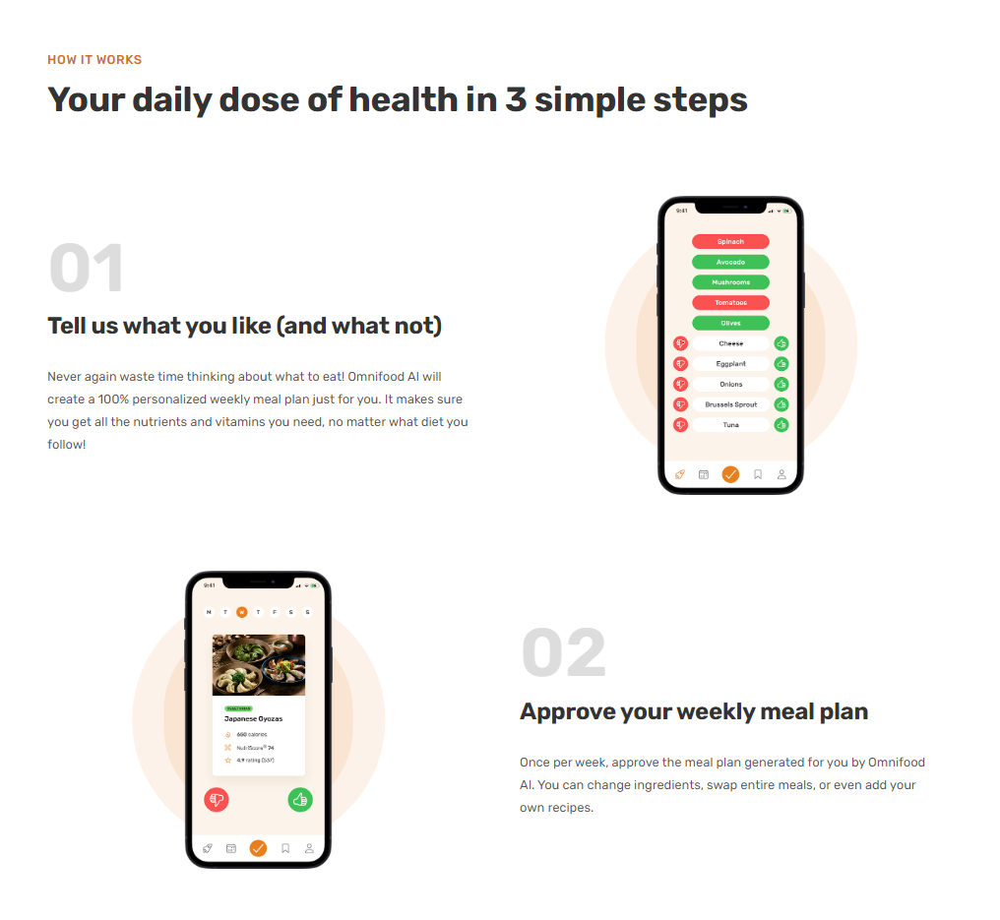 HOW IT WORKS
Your daily dose of health in 3 simple steps
01
Tell us what you like (and what not)
Never again waste time thinking about what to eat! Omnifood AI will
create a 100% personalized weekly meal plan just for you. It makes sure
you get all the nutrients and vitamins you need, no matter what diet you
follow!
9:41
Spinach
Avocado
Mushrooms
Tomatoes
Olives
Cheese
Eggplant
Onions
Brussels Sprout
Tuna
9:41
M T W T F S S
VEGETARIAN
Japanese Gyozas
650 calories
NutriScore® 74
4.9 rating (537)
02
Approve your weekly meal plan
Once per week, approve the meal plan generated for you by Omnifood
AI. You can change ingredients, swap entire meals, or even add your
own recipes.